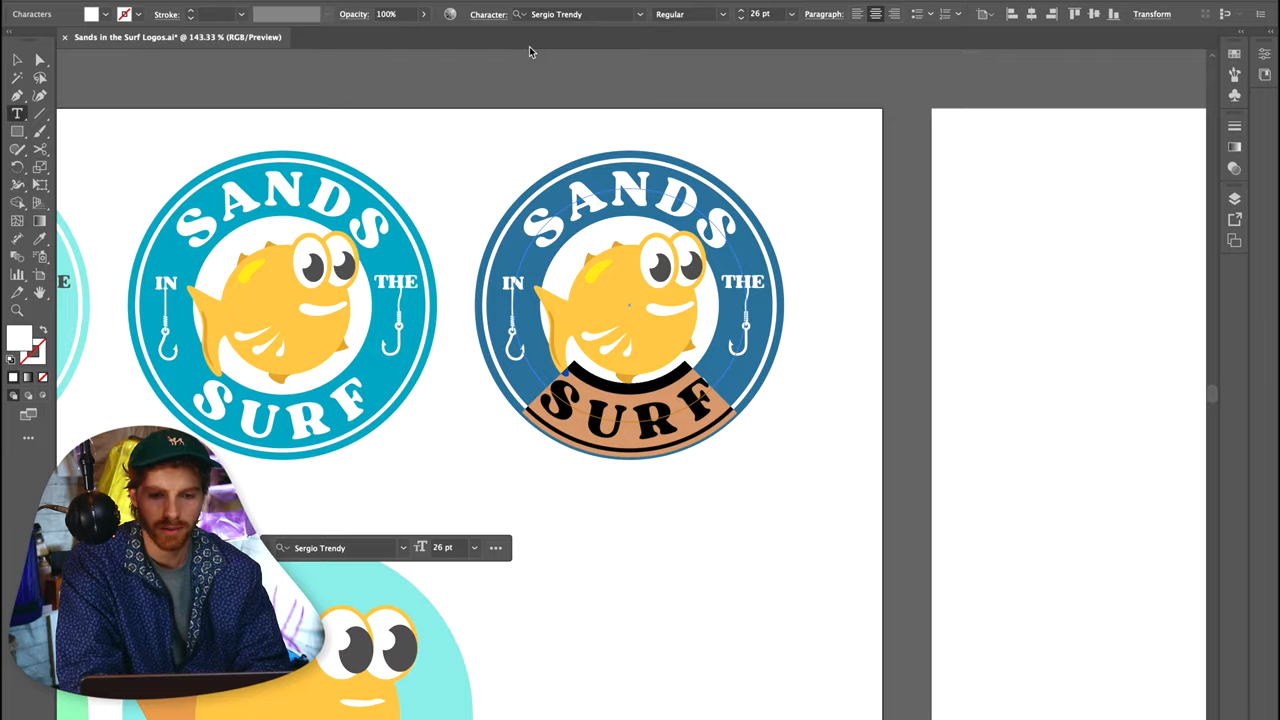 Characters Stroke: Opacity: 100% Character: Sergio Trendy Regular 26 pt Paragraph: Transform
× Sands in the Surf Logos.ai* @ 143.33 % (RGB/Preview)
SANDS
IN THE
SURF
SANDS
IN THE
SURF
E
Sergio Trendy 26 pt